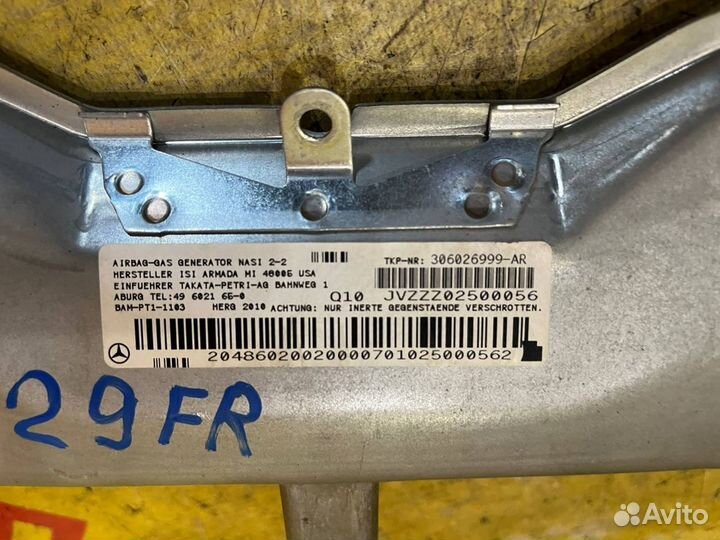 AIRBAG-GAS GENERATOR NASI 2-2
HERSTELLER ISI ARMADA MI 48005 USA
EINFUEHRER TAKATA-PETRI-AG BAHNWEG 1
ABURG TEL:49 6021 65-0
BAM-PT1-1103 HERG 2010 ACHTUNG: NUR INERTE GEGENSTAENDE VERSCHROTTEN.
TKP-NR: 306026999-AR
Q10 JVZZZ02500056
2048602002000070102500562
29FR
Avito